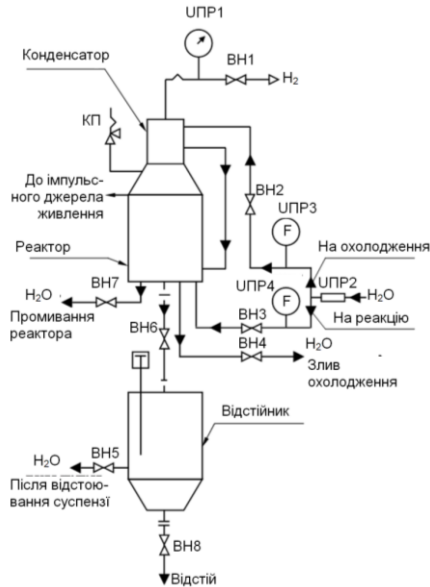 UПР1
Конденсатор
ВН1
H₂
КП
До імпульс-
ного джерела
живлення
ВН2
UПР3
F
На охолодження
Реактор
UПР4
F
UПР2
H₂O
ВН7
H₂O
Промивання
реактора
ВН6
ВН3
На реакцію
ВН4
H₂O
Злив
охолодження
Відстійник
ВН5
H₂O
Після відстою-
вання суспензї
ВН8
Відстій